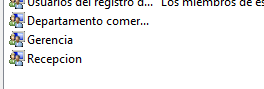 Usuarios del registro d... Los miembros de es
Departamento comer...
Gerencia
Recepcion